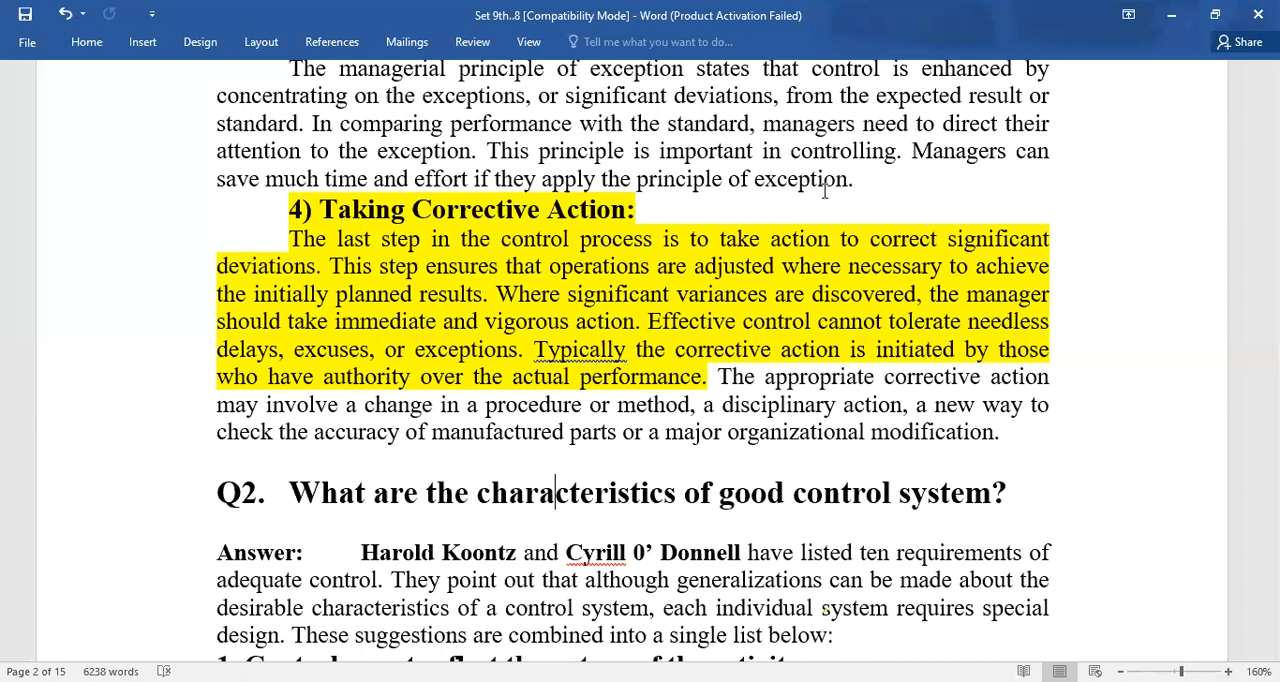 Set 9th..8 [Compatibility Mode] - Word (Product Activation Failed)
File Home Insert Design Layout References Mailings Review View Tell me what you want to do... Share
The managerial principle of exception states that control is enhanced by
concentrating on the exceptions, or significant deviations, from the expected result or
standard. In comparing performance with the standard, managers need to direct their
attention to the exception. This principle is important in controlling. Managers can
save much time and effort if they apply the principle of exception.
4) Taking Corrective Action:
The last step in the control process is to take action to correct significant
deviations. This step ensures that operations are adjusted where necessary to achieve
the initially planned results. Where significant variances are discovered, the manager
should take immediate and vigorous action. Effective control cannot tolerate needless
delays, excuses, or exceptions. Typically the corrective action is initiated by those
who have authority over the actual performance. The appropriate corrective action
may involve a change in a procedure or method, a disciplinary action, a new way to
check the accuracy of manufactured parts or a major organizational modification.
Q2. What are the characteristics of good control system?
Answer: Harold Koontz and Cyrill 0’ Donnell have listed ten requirements of
adequate control. They point out that although generalizations can be made about the
desirable characteristics of a control system, each individual system requires special
design. These suggestions are combined into a single list below:
Page 2 of 15 6238 words 160%